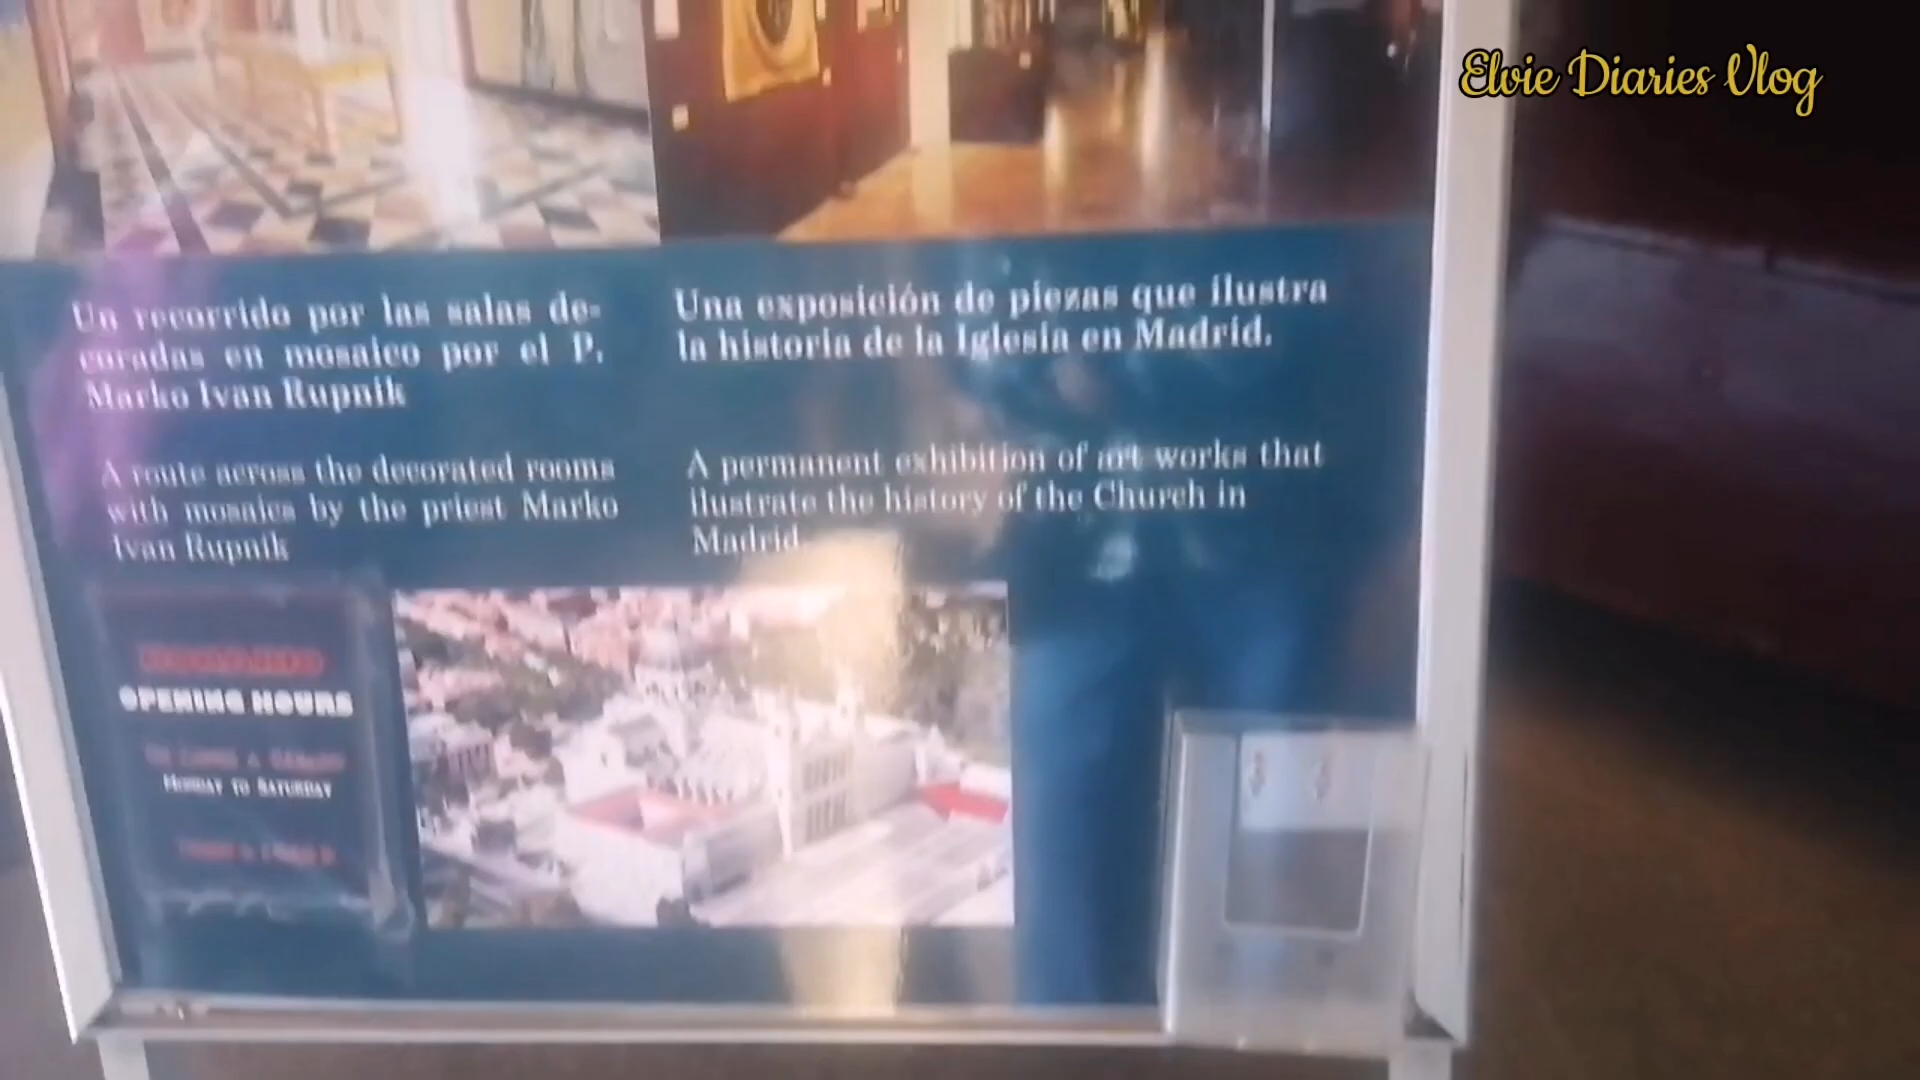 Elvie Diaries Vlog
Un recorrido por las salas de-
coradas en mosaico por el P.
Marko Ivan Rupnik
A route across the decorated rooms
with mosaics by the priest Marko
Ivan Rupnik
Una exposición de piezas que ilustra
la historia de la Iglesia en Madrid.
A permanent exhibition of art works that
ilustrate the history of the Church in
Madrid.
OPENING HOURS
MONDAY TO SATURDAY